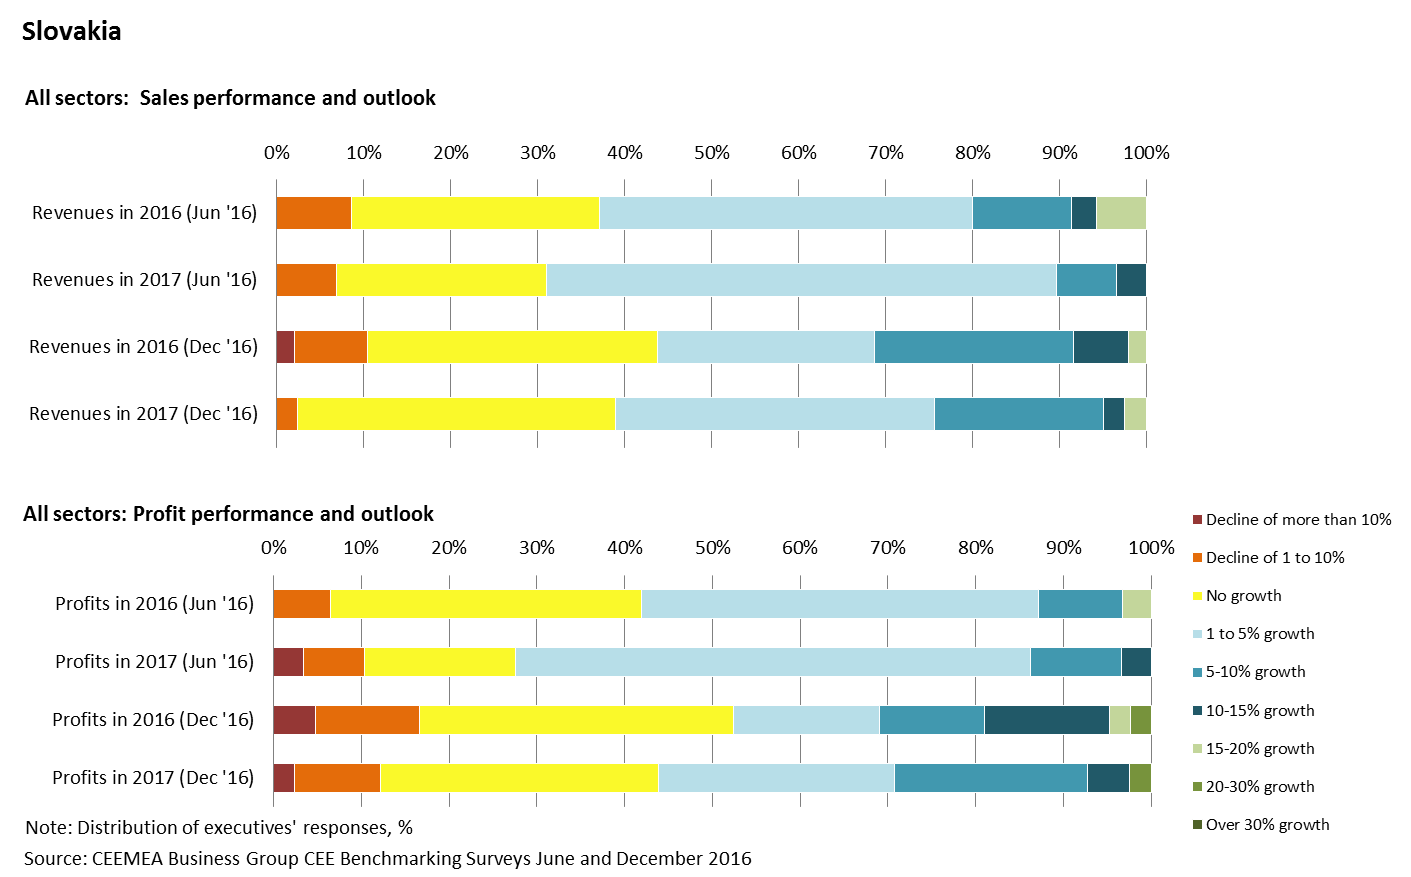 Slovakia
All sectors:  Sales performance and outlook
0% 10% 20% 30% 40% 50% 60% 70% 80% 90% 100%
Revenues in 2016 (Jun '16)
Revenues in 2017 (Jun '16)
Revenues in 2016 (Dec '16)
Revenues in 2017 (Dec '16)
All sectors: Profit performance and outlook
0% 10% 20% 30% 40% 50% 60% 70% 80% 90% 100%
Profits in 2016 (Jun '16)
Profits in 2017 (Jun '16)
Profits in 2016 (Dec '16)
Profits in 2017 (Dec '16)
Decline of more than 10%
Decline of 1 to 10%
No growth
1 to 5% growth
5-10% growth
10-15% growth
15-20% growth
20-30% growth
Over 30% growth
Note: Distribution of executives' responses, %
Source: CEEMEA Business Group CEE Benchmarking Surveys June and December 2016